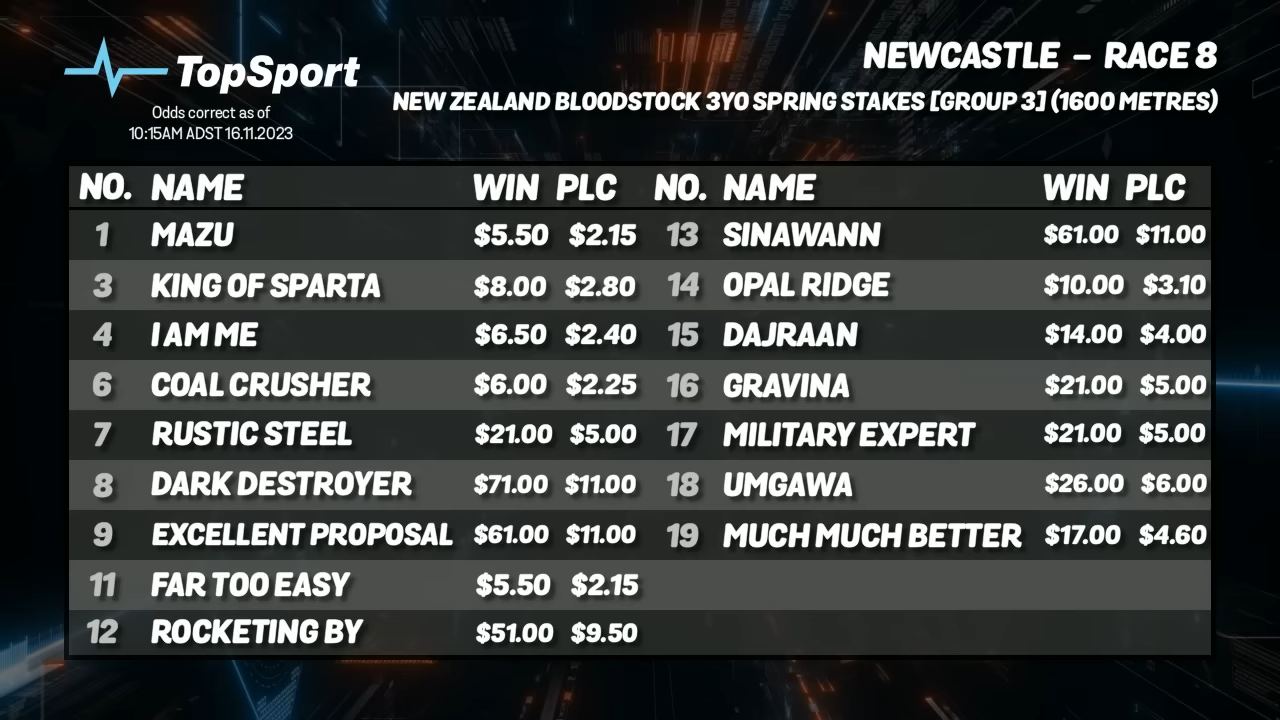 TopSport
Odds correct as of
10:15AM ADST 16.11.2023
NEWCASTLE – RACE 8
NEW ZEALAND BLOODSTOCK 3YO SPRING STAKES [GROUP 3] (1600 METRES)
NO. NAME WIN PLC NO. NAME WIN PLC
1 MAZU $5.50 $2.15 13 SINAWANN $61.00 $11.00
3 KING OF SPARTA $8.00 $2.80 14 OPAL RIDGE $10.00 $3.10
4 I AM ME $6.50 $2.40 15 DAJRAAN $14.00 $4.00
6 COAL CRUSHER $6.00 $2.25 16 GRAVINA $21.00 $5.00
7 RUSTIC STEEL $21.00 $5.00 17 MILITARY EXPERT $21.00 $5.00
8 DARK DESTROYER $71.00 $11.00 18 UMGAWA $26.00 $6.00
9 EXCELLENT PROPOSAL $61.00 $11.00 19 MUCH MUCH BETTER $17.00 $4.60
11 FAR TOO EASY $5.50 $2.15
12 ROCKETING BY $51.00 $9.50